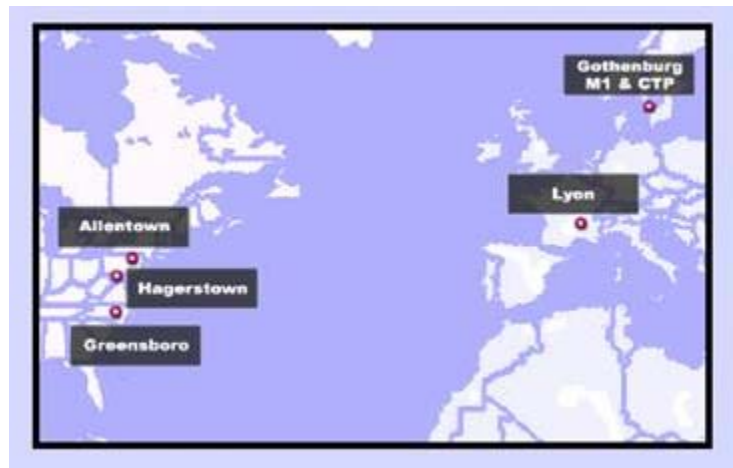 Gothenburg
M1 & CTP
Lyon
Allentown
Hagerstown
Greensboro